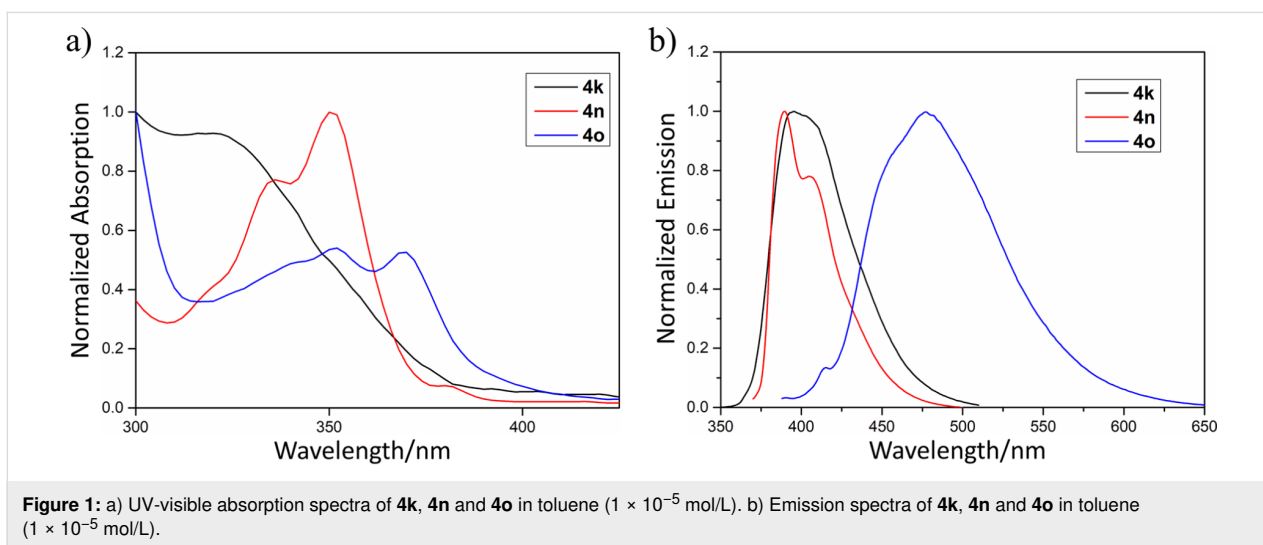 a)
1.2
1.0
0.8
0.6
0.4
0.2
0.0
300
350
400
Normalized Absorption
Wavelength/nm
4k
4n
4o
b)
1.2
1.0
0.8
0.6
0.4
0.2
0.0
350
400
450
500
550
600
650
Normalized Emission
Wavelength/nm
4k
4n
4o
Figure 1: a) UV-visible absorption spectra of 4k, 4n and 4o in toluene (1 × 10⁻⁵ mol/L). b) Emission spectra of 4k, 4n and 4o in toluene
(1 × 10⁻⁵ mol/L).